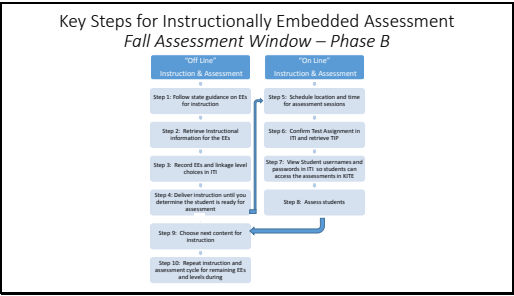 Key Steps for Instructionally Embedded Assessment
Fall Assessment Window – Phase B
"Off Line"
Instruction & Assessment
Step 1: Follow state guidance on EEs
for instruction
Step 2: Retrieve Instructional
information for the EEs
Step 3: Record EEs and linkage level
choices in ITI
Step 4: Deliver instruction until you
determine the student is ready for
assessment
"On Line"
Instruction & Assessment
Step 5: Schedule location and time
for assessment sessions
Step 6: Confirm Test Assignment in
ITI and retrieve TIP
Step 7: View Student usernames and
passwords in ITI so students can
access the assessments in KITE
Step 8: Assess students
Step 9: Choose next content for
instruction
Step 10: Repeat instruction and
assessment cycle for remaining EEs
and levels during